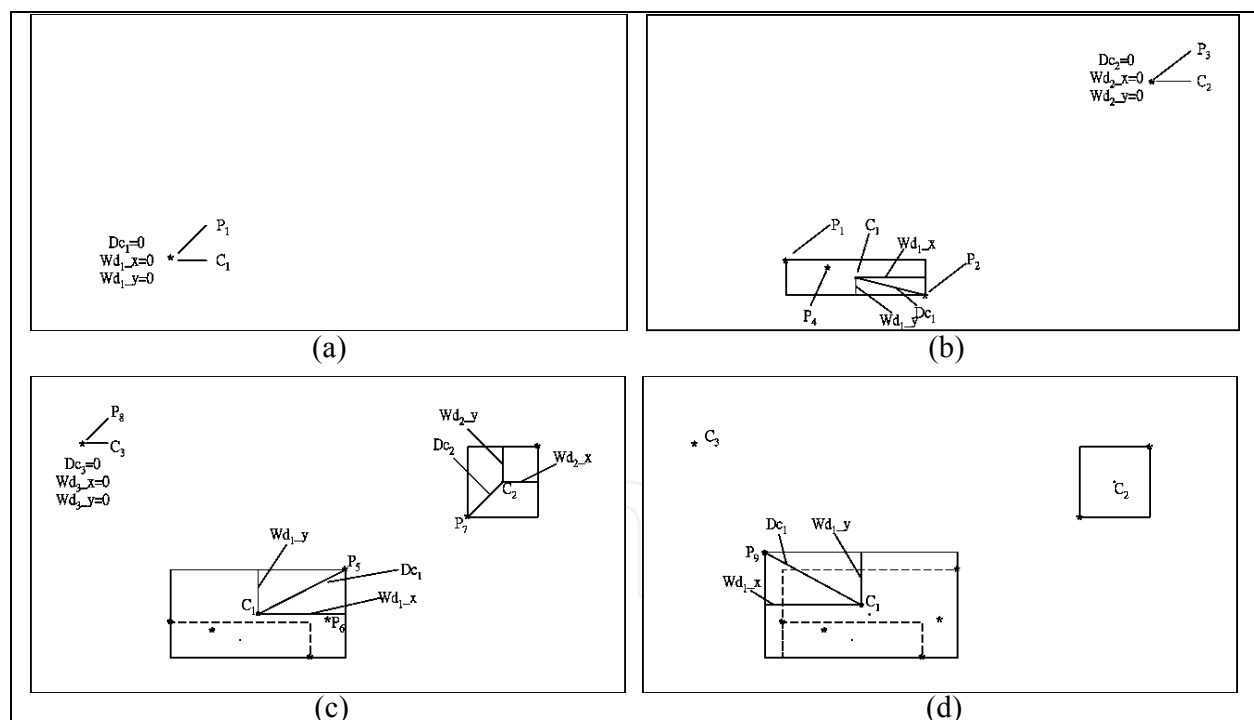 P₁
Dc₁=0
Wd₁_x=0
C₁
Wd₁_y=0
(a)
P₃
Dc₂=0
Wd₂_x=0
C₂
Wd₂_y=0
P₁
C₁
Wd₁_x
P₂
P₄
Wd₁_y
Dc₁
(b)
P₈
C₃
Dc₃=0
Wd₃_x=0
Wd₃_y=0
Wd₂_y
Dc₂
Wd₂_x
C₂
P₇
Wd₁_y
P₅
Dc₁
Wd₁_x
C₁
P₆
(c)
C₃
C₂
Dc₁
Wd₁_y
P₉
Wd₁_x
C₁
(d)